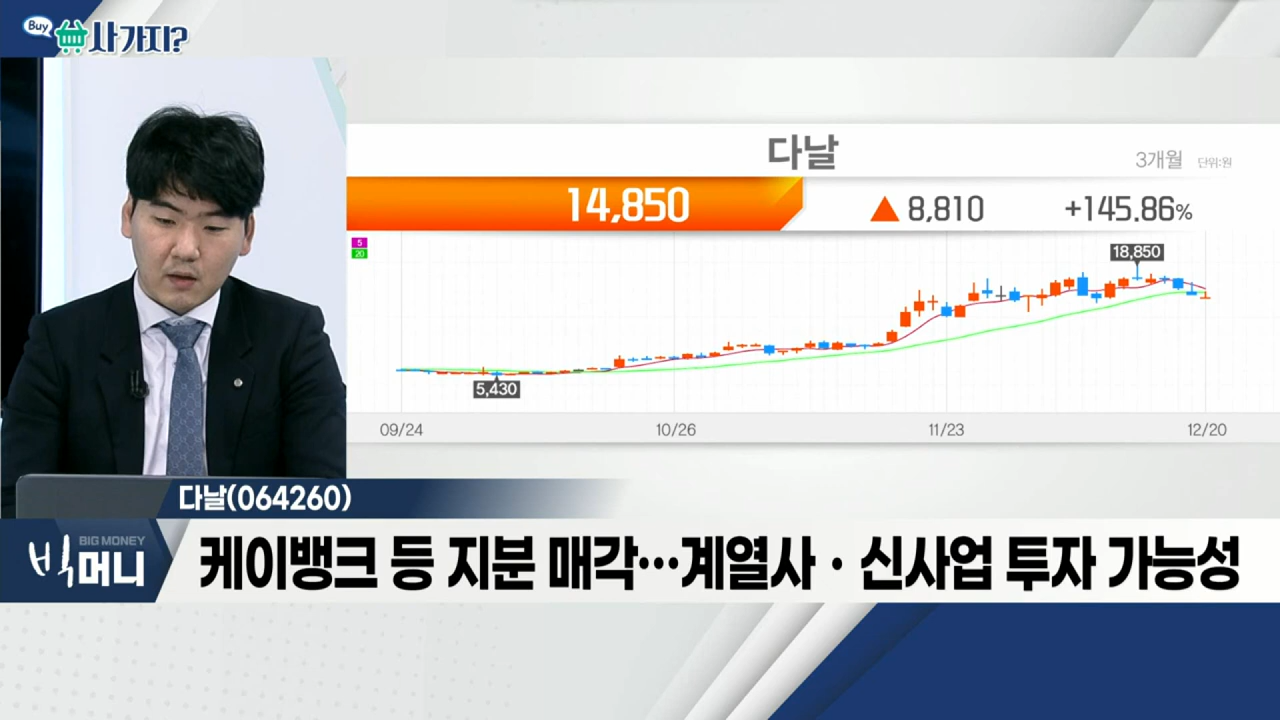 Buy
사 가지?
다날
3개월 단위:원
14,850
▲ 8,810
+145.86%
5
20
18,850
5,430
09/24
10/26
11/23
12/20
다날(064260)
BIG MONEY
빅머니
케이뱅크 등 지분 매각…계열사·신사업 투자 가능성